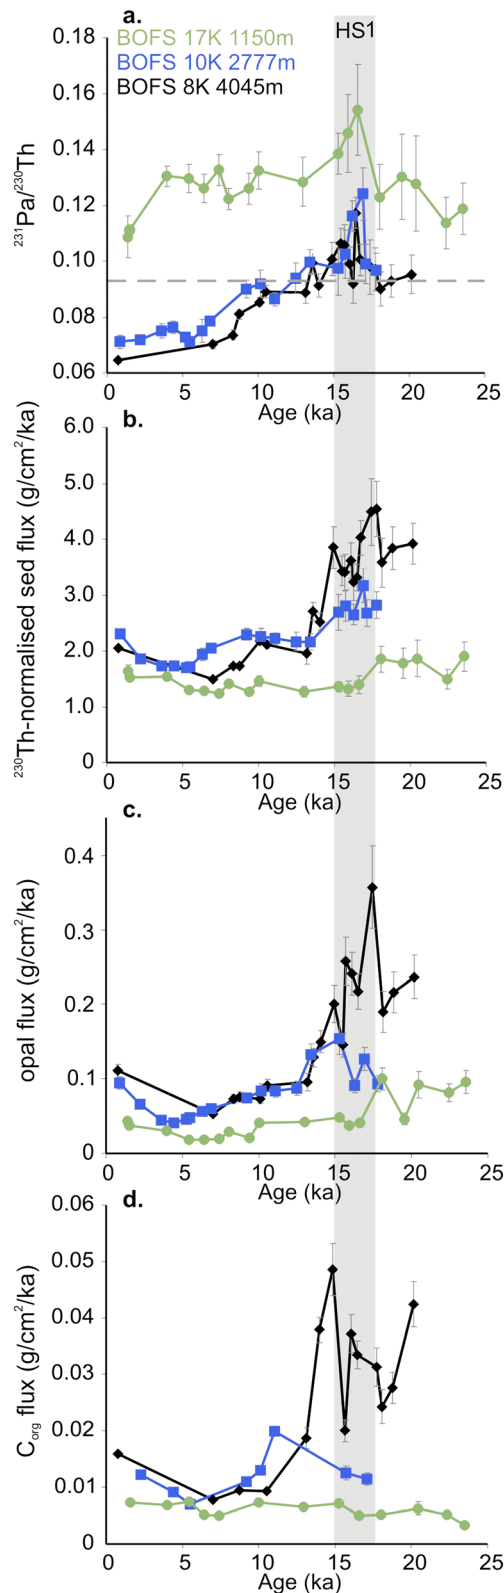 a.
HS1
BOFS 17K 1150m
BOFS 10K 2777m
BOFS 8K 4045m
²³¹Pa/²³⁰Th
0.18
0.16
0.14
0.12
0.10
0.08
0.06
0 5 10 15 20 25
Age (ka)
b.
²³⁰Th-normalised sed flux (g/cm²/ka)
6.0
5.0
4.0
3.0
2.0
1.0
0
0 5 10 15 20 25
Age (ka)
c.
opal flux (g/cm²/ka)
0.4
0.3
0.2
0.1
0
0 5 10 15 20 25
Age (ka)
d.
C_org flux (g/cm²/ka)
0.06
0.05
0.04
0.03
0.02
0.01
0
0 5 10 15 20 25
Age (ka)